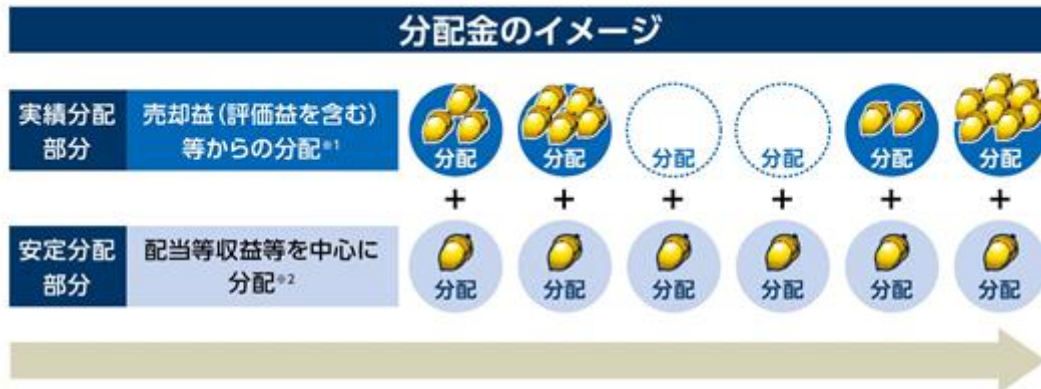 分配金のイメージ
実績分配
部分
売却益(評価益を含む)
等からの分配※1
分配 分配 分配 分配 分配 分配
+ + + + + +
安定分配
部分
配当等収益等を中心に
分配※2
分配 分配 分配 分配 分配 分配